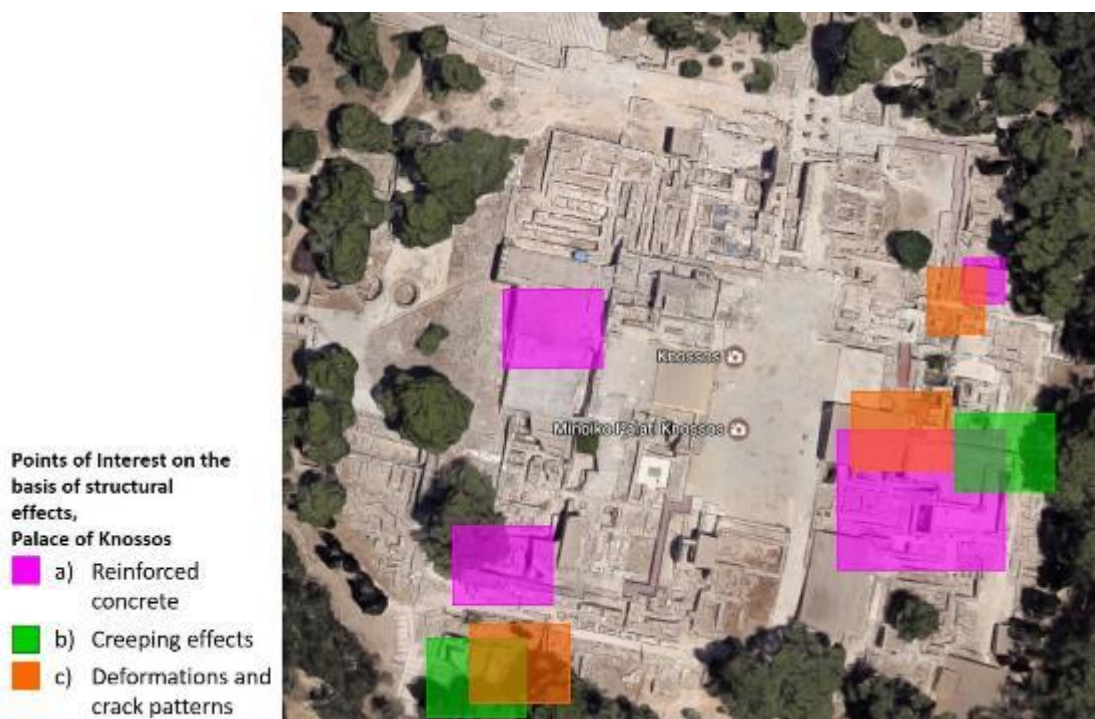 Knossos
Minoiko Palati Knossos
Points of Interest on the
basis of structural
effects,
Palace of Knossos
a) Reinforced
concrete
b) Creeping effects
c) Deformations and
crack patterns